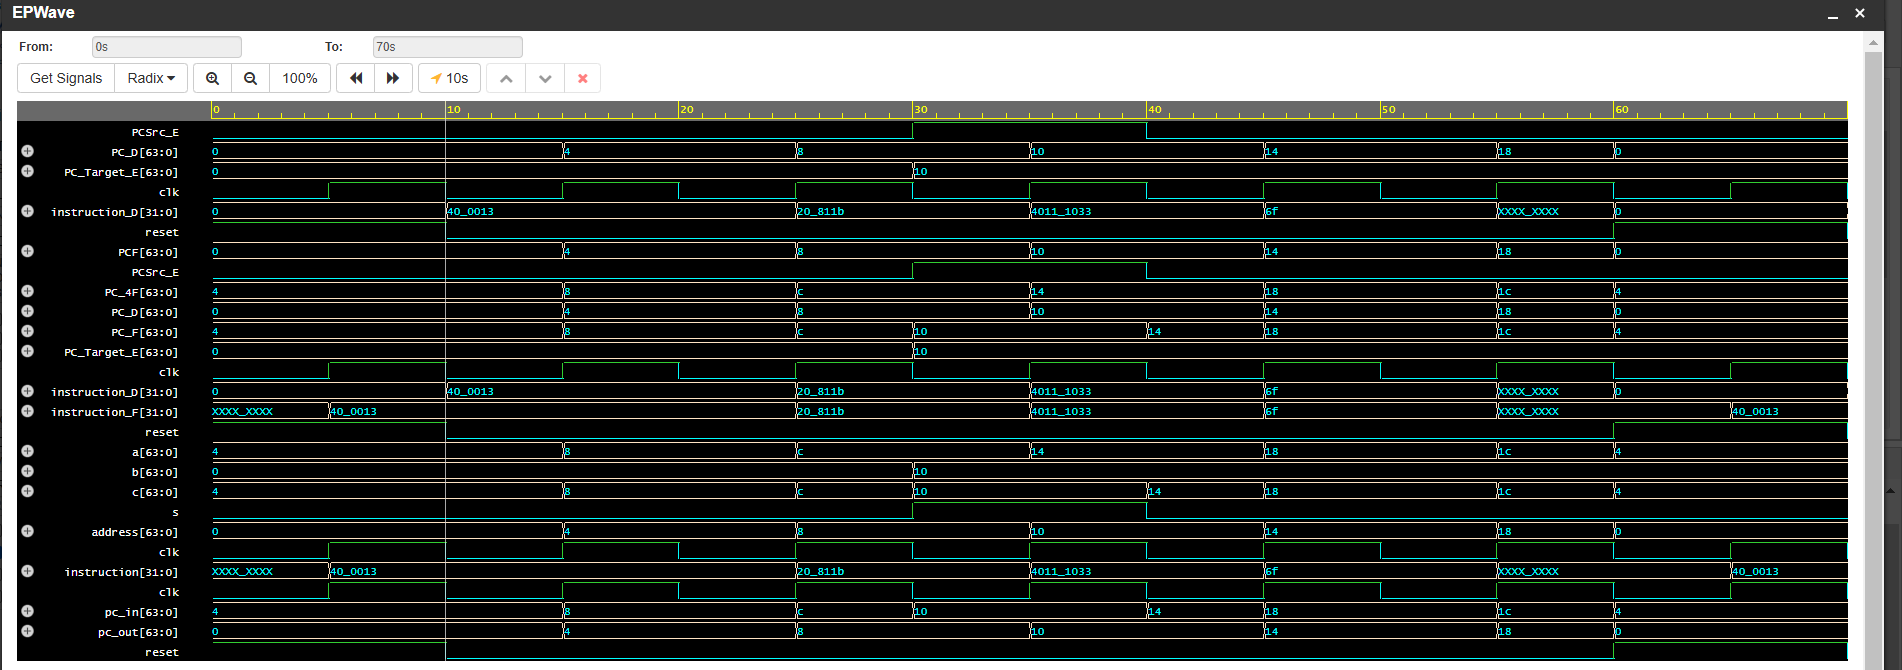 EPWave
From: 0s To: 70s
Get Signals Radix 100% 10s
0 10 20 30 40 50 60
PCSrc_E
PC_D[63:0] 0 4 8 10 14 18 0
PC_Target_E[63:0] 0 10
clk
instruction_D[31:0] 0 40_0013 20_811b 4011_1033 6f XXXX_XXXX 0
reset
PCF[63:0] 0 4 8 10 14 18 0
PCSrc_E
PC_4F[63:0] 4 8 c 14 18 1c 4
PC_D[63:0] 0 4 8 10 14 18 0
PC_F[63:0] 4 8 c 10 14 18 1c 4
PC_Target_E[63:0] 0 10
clk
instruction_D[31:0] 0 40_0013 20_811b 4011_1033 6f XXXX_XXXX 0
instruction_F[31:0] XXXX_XXXX 40_0013 20_811b 4011_1033 6f XXXX_XXXX 40_0013
reset
a[63:0] 4 8 c 14 18 1c 4
b[63:0] 0 10
c[63:0] 4 8 c 10 14 18 1c 4
s
address[63:0] 0 4 8 10 14 18 0
clk
instruction[31:0] XXXX_XXXX 40_0013 20_811b 4011_1033 6f XXXX_XXXX 40_0013
clk
pc_in[63:0] 4 8 c 10 14 18 1c 4
pc_out[63:0] 0 4 8 10 14 18 0
reset